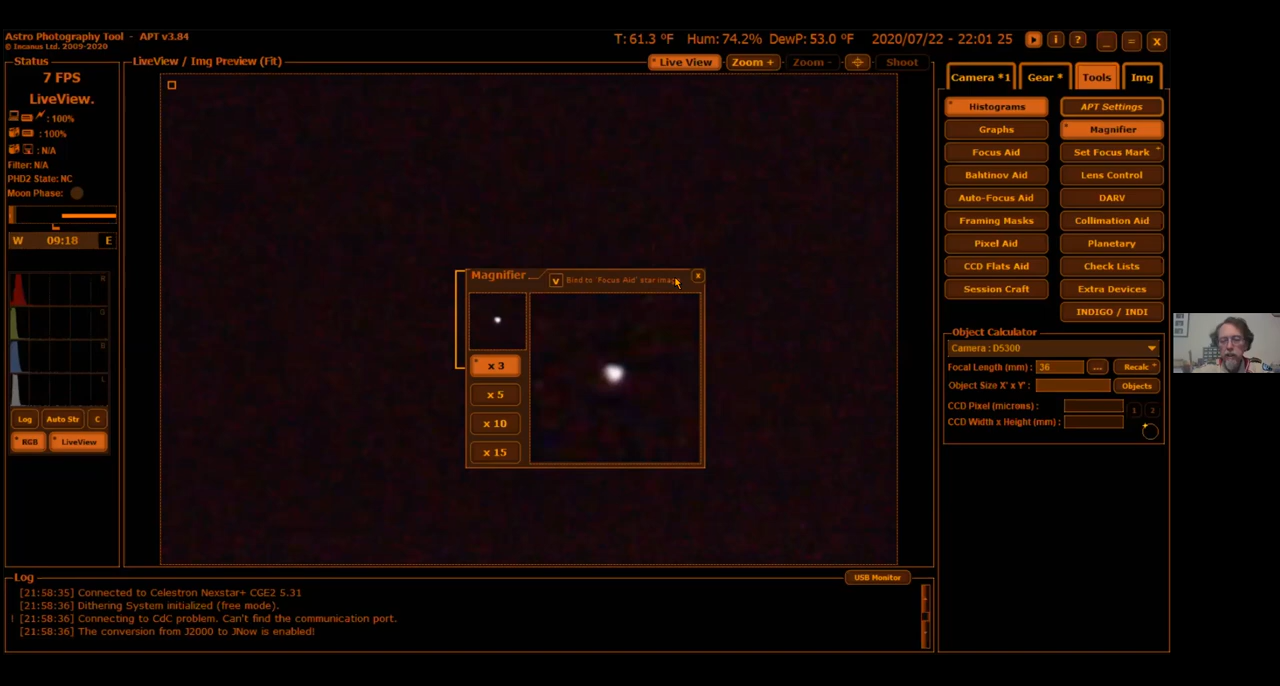 Astro Photography Tool - APT v3.84
© Incanus Ltd. 2009-2020
T: 61.3 ºF Hum: 74.2% DewP: 53.0 ºF 2020/07/22 - 22:01 25
i ? _ = X
Status
7 FPS
LiveView.
: 100%
: 100%
: N/A
Filter: N/A
PHD2 State: NC
Moon Phase:
W 09:18 E
R
G
B
L
Log Auto Str C
RGB LiveView
LiveView / Img Preview (Fit)
Live View Zoom + Zoom - Shoot
Magnifier V Bind to 'Focus Aid' star image x
x 3
x 5
x 10
x 15
Camera *1 Gear * Tools Img
Histograms APT Settings
Graphs Magnifier
Focus Aid Set Focus Mark
Bahtinov Aid Lens Control
Auto-Focus Aid DARV
Framing Masks Collimation Aid
Pixel Aid Planetary
CCD Flats Aid Check Lists
Session Craft Extra Devices
INDIGO / INDI
Object Calculator
Camera : D5300
Focal Length (mm) : 36 ... Recalc
Object Size X' x Y' : Objects
CCD Pixel (microns) : 1 2
CCD Width x Height (mm) :
Log USB Monitor
[21:58:35] Connected to Celestron Nexstar+ CGE2 5.31
[21:58:36] Dithering System initialized (free mode).
! [21:58:36] Connecting to CdC problem. Can't find the communication port.
[21:58:36] The conversion from J2000 to JNow is enabled!